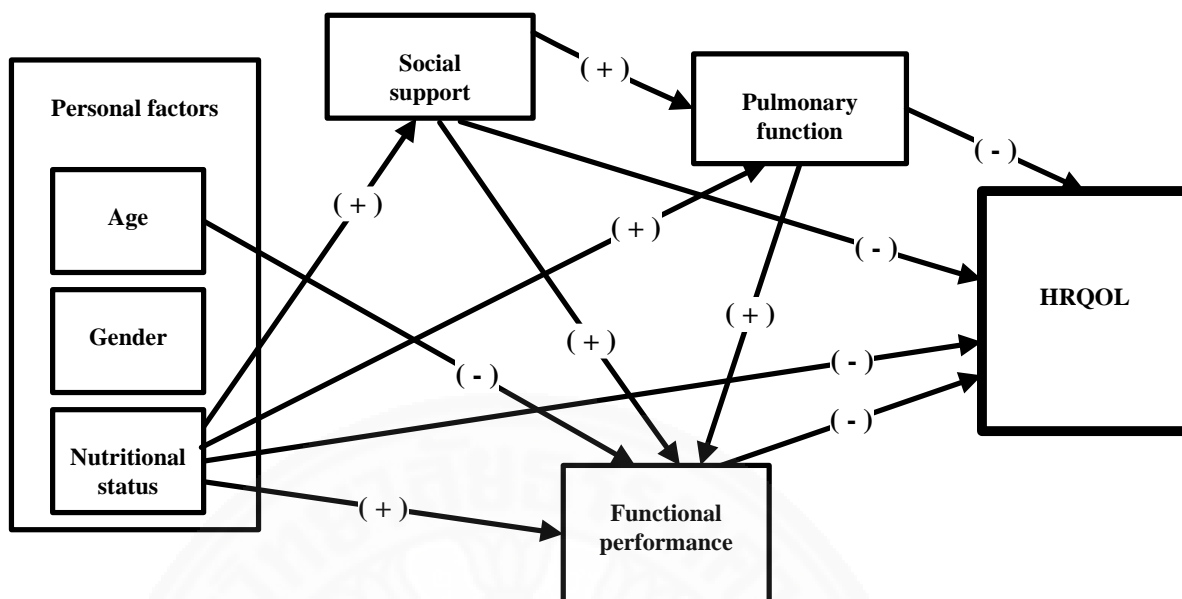 Social
support
( + )
Pulmonary
function
Personal factors
( - )
Age
( + )
( + )
( - )
HRQOL
Gender
( + )
( + )
( - )
( - )
( - )
Nutritional
status
( + )
Functional
performance